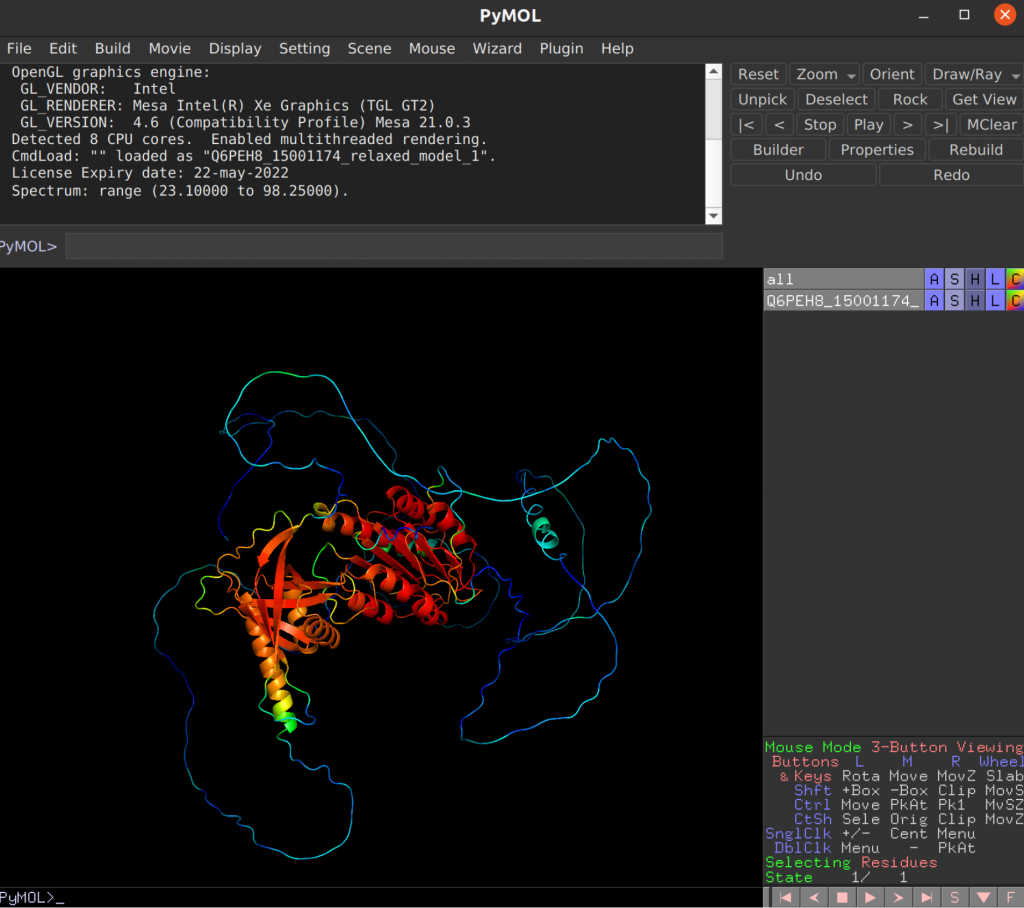 PyMOL
File Edit Build Movie Display Setting Scene Mouse Wizard Plugin Help
OpenGL graphics engine:
GL_VENDOR: Intel
GL_RENDERER: Mesa Intel(R) Xe Graphics (TGL GT2)
GL_VERSION: 4.6 (Compatibility Profile) Mesa 21.0.3
Detected 8 CPU cores. Enabled multithreaded rendering.
CmdLoad: "" loaded as "Q6PEH8_15001174_relaxed_model_1".
License Expiry date: 22-may-2022
Spectrum: range (23.10000 to 98.25000).
PyMOL>
Reset Zoom Orient Draw/Ray
Unpick Deselect Rock Get View
|< < Stop Play > >| MClear
Builder Properties Rebuild
Undo Redo
all A S H L C
Q6PEH8_15001174_ A S H L C
Mouse Mode 3-Button Viewing
Buttons L M R Wheel
& Keys Rota Move MovZ Slab
Shft +Box -Box Clip MovS
Ctrl Move PkAt Pk1 MvSZ
CtSh Sele Orig Clip MovZ
SnglClk +/- Cent Menu
DblClk Menu - PkAt
Selecting Residues
State 1/ 1
PyMOL>_
S F